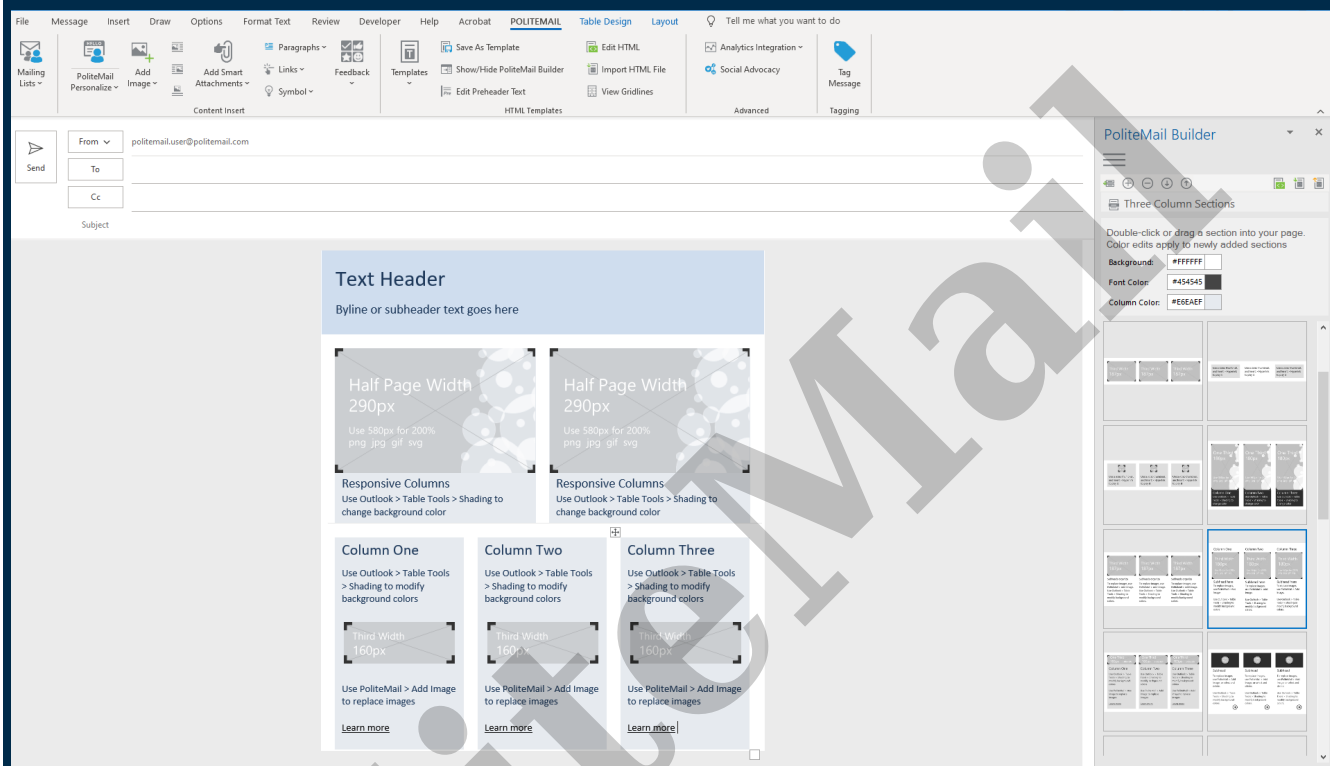 File Message Insert Draw Options Format Text Review Developer Help Acrobat POLITEMAIL Table Design Layout Tell me what you want to do
Mailing Lists
HELLO
PoliteMail Personalize
Add Image
Add Smart Attachments
Paragraphs
Links
Symbol
Feedback
Content Insert
Templates
Save As Template
Show/Hide PoliteMail Builder
Edit Preheader Text
Edit HTML
Import HTML File
View Gridlines
HTML Templates
Analytics Integration
Social Advocacy
Advanced
Tag Message
Tagging
Send
From politemail.user@politemail.com
To
Cc
Subject
Text Header
Byline or subheader text goes here
Half Page Width
290px
Use 580px for 200%
png jpg gif svg
Responsive Columns
Use Outlook > Table Tools > Shading to
change background color
Half Page Width
290px
Use 580px for 200%
png jpg gif svg
Responsive Columns
Use Outlook > Table Tools > Shading to
change background color
Column One
Use Outlook > Table Tools
> Shading to modify
background colors
Third Width
160px
Use PoliteMail > Add Image
to replace images
Learn more
Column Two
Use Outlook > Table Tools
> Shading to modify
background colors
Third Width
160px
Use PoliteMail > Add Image
to replace images
Learn more
Column Three
Use Outlook > Table Tools
> Shading to modify
background colors
Third Width
160px
Use PoliteMail > Add Image
to replace images
Learn more
PoliteMail Builder
Three Column Sections
Double-click or drag a section into your page.
Color edits apply to newly added sections
Background: #FFFFFF
Font Color: #454545
Column Color: #E6EAEF
Column One Column Two Column Three
iteMail